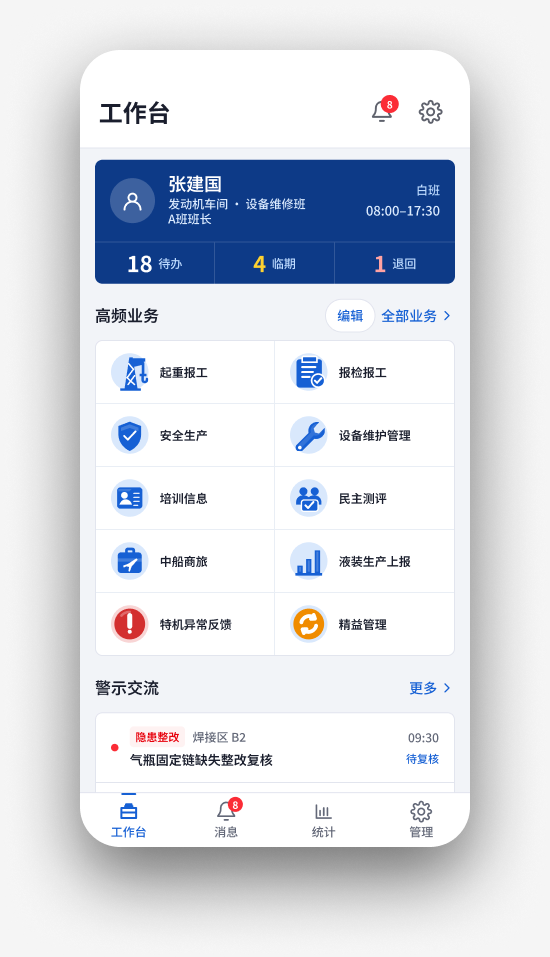 工作台
8
张建国
发动机车间 · 设备维修班
A班班长
白班
08:00–17:30
18 待办
4 临期
1 退回
高频业务
编辑
全部业务
起重报工
报检报工
安全生产
设备维护管理
培训信息
民主测评
中船商旅
液装生产上报
特机异常反馈
精益管理
警示交流
更多
隐患整改 焊接区 B2
09:30
气瓶固定链缺失整改复核
待复核
工作台
8
消息
统计
管理